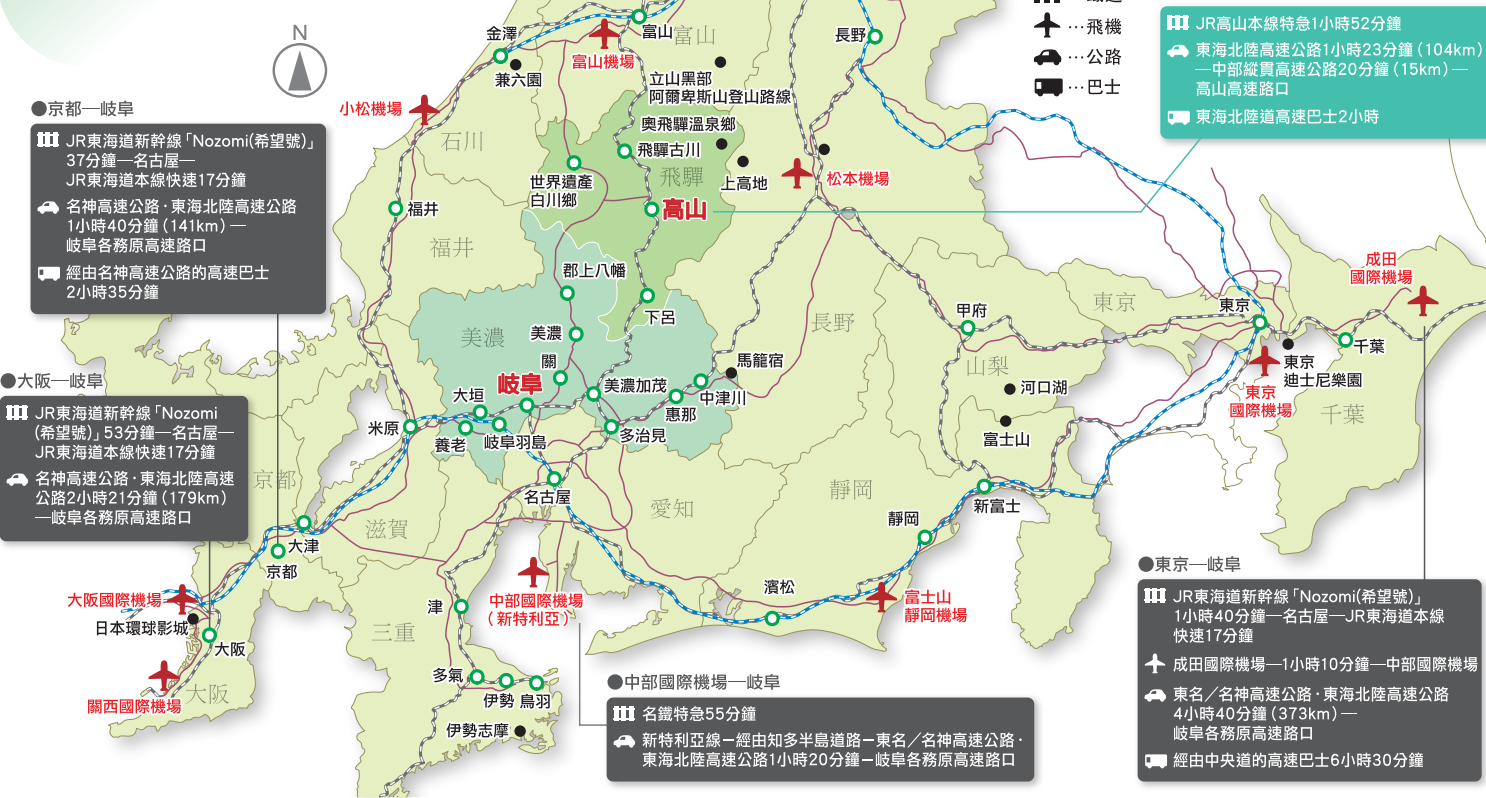 …飛機
…公路
…巴士
JR高山本線特急1小時52分鐘
東海北陸高速公路1小時23分鐘（104km）
—中部縱貫高速公路20分鐘（15km）—
高山高速路口
東海北陸道高速巴士2小時
N
●京都—岐阜
JR東海道新幹線「Nozomi(希望號)」
37分鐘—名古屋—
JR東海道本線快速17分鐘
名神高速公路·東海北陸高速公路
1小時40分鐘（141km）—
岐阜各務原高速路口
經由名神高速公路的高速巴士
2小時35分鐘
●大阪—岐阜
JR東海道新幹線「Nozomi
(希望號)」53分鐘—名古屋—
JR東海道本線快速17分鐘
名神高速公路·東海北陸高速
公路2小時21分鐘（179km）
—岐阜各務原高速路口
金澤
兼六園
富山
富山
富山機場
長野
立山黑部
阿爾卑斯山登山路線
小松機場
石川
奧飛驒溫泉鄉
飛驒古川
飛驒
世界遺產
白川鄉
上高地
松本機場
高山
福井
福井
郡上八幡
下呂
美濃
美濃
關
長野
馬籠宿
岐阜
大垣
美濃加茂
中津川
惠那
米原
養老
岐阜羽島
多治見
名古屋
愛知
京都
滋賀
大津
京都
大阪國際機場
日本環球影城
大阪
關西國際機場
大阪
津
三重
多氣
伊勢
鳥羽
伊勢志摩
中部國際機場
（新特利亞）
甲府
山梨
河口湖
富士山
東京
東京
成田
國際機場
千葉
東京
迪士尼樂園
東京
國際機場
千葉
靜岡
靜岡
新富士
濱松
富士山
靜岡機場
●中部國際機場—岐阜
名鐵特急55分鐘
新特利亞線－經由知多半島道路－東名／名神高速公路·
東海北陸高速公路1小時20分鐘－岐阜各務原高速路口
●東京—岐阜
JR東海道新幹線「Nozomi(希望號)」
1小時40分鐘—名古屋—JR東海道本線
快速17分鐘
成田國際機場—1小時10分鐘—中部國際機場
東名／名神高速公路·東海北陸高速公路
4小時40分鐘（373km）—
岐阜各務原高速路口
經由中央道的高速巴士6小時30分鐘